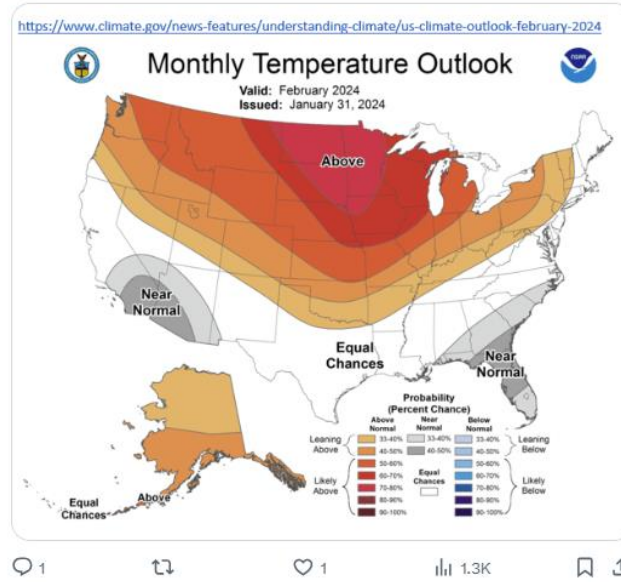 https://www.climate.gov/news-features/understanding-climate/us-climate-outlook-february-2024
Monthly Temperature Outlook
Valid: February 2024
Issued: January 31, 2024
Above
Near
Normal
Equal
Chances
Near
Normal
Above
Equal
Chances
Probability
(Percent Chance)
Above
Normal
Near
Normal
Below
Normal
Leaning
Above
33-40%
33-40%
33-40%
Leaning
Below
40-50%
40-50%
40-50%
Likely
Above
50-60%
Equal
Chances
50-60%
Likely
Below
60-70%
60-70%
70-80%
70-80%
80-90%
80-90%
90-100%
90-100%
1
1
1.3K